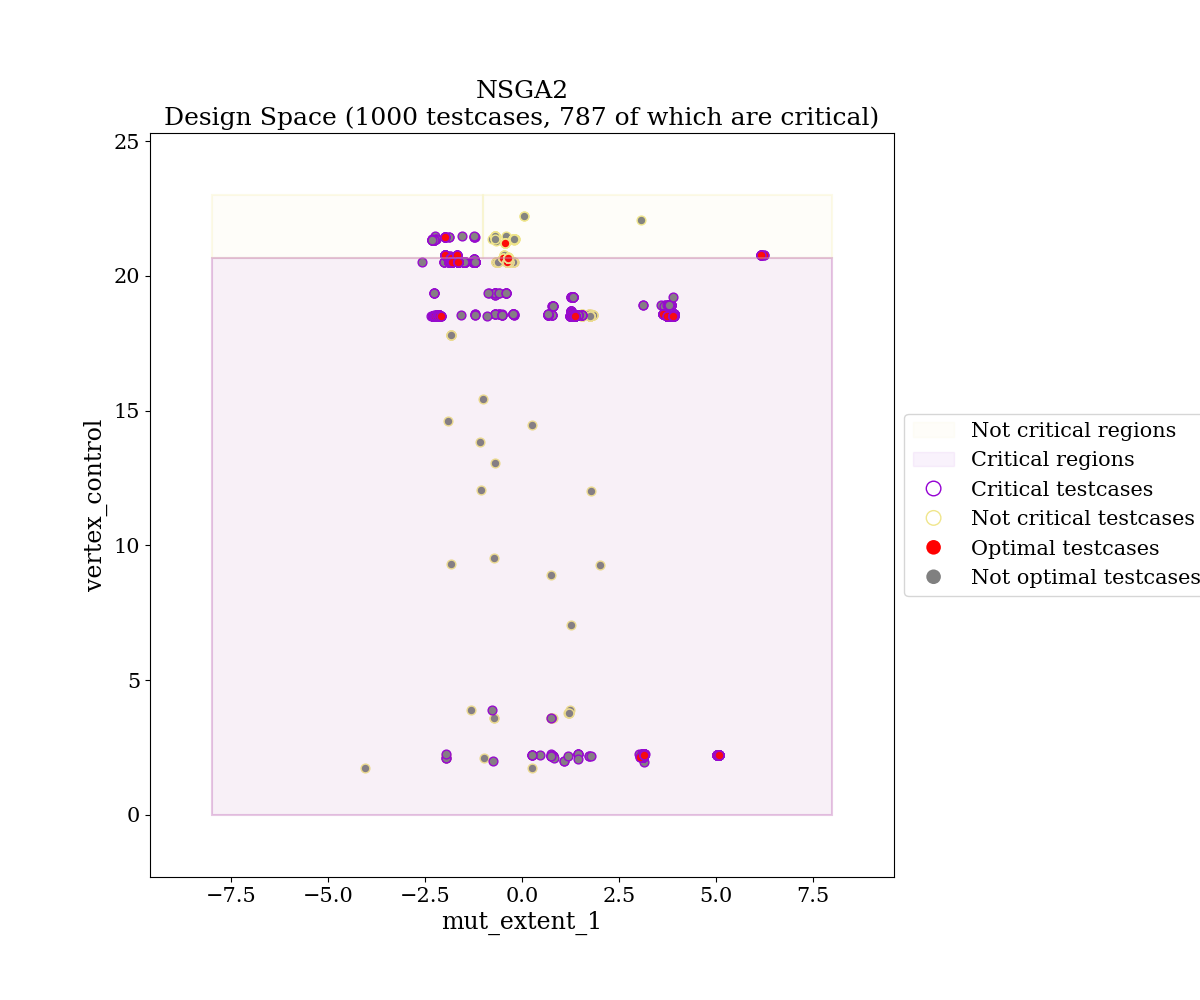 NSGA2
Design Space (1000 testcases, 787 of which are critical)
25
20
15
10
5
0
vertex_control
−7.5
−5.0
−2.5
0.0
2.5
5.0
7.5
mut_extent_1
Not critical regions
Critical regions
Critical testcases
Not critical testcases
Optimal testcases
Not optimal testcases